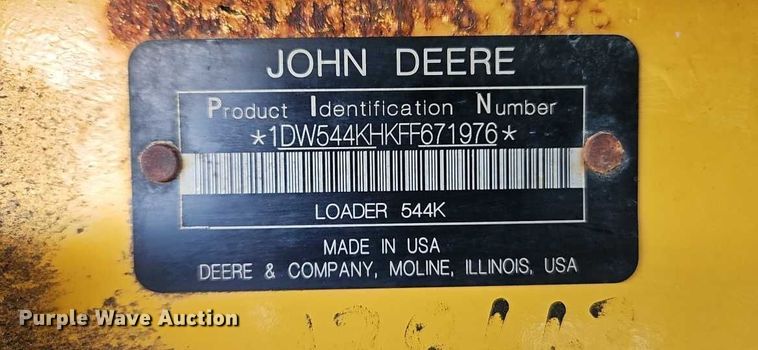 JOHN DEERE
Product Identification Number
*1DW544KHKFF671976*
LOADER 544K
MADE IN USA
DEERE & COMPANY, MOLINE, ILLINOIS, USA
Purple Wave Auction